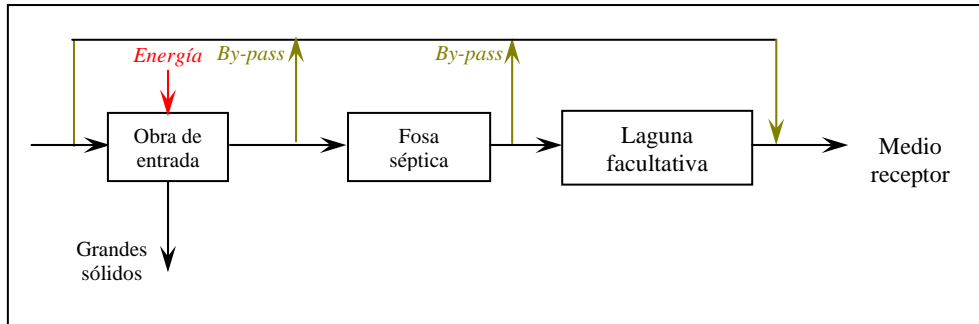 Energía
By-pass
By-pass
Obra de
entrada
Fosa
séptica
Laguna
facultativa
Medio
receptor
Grandes
sólidos